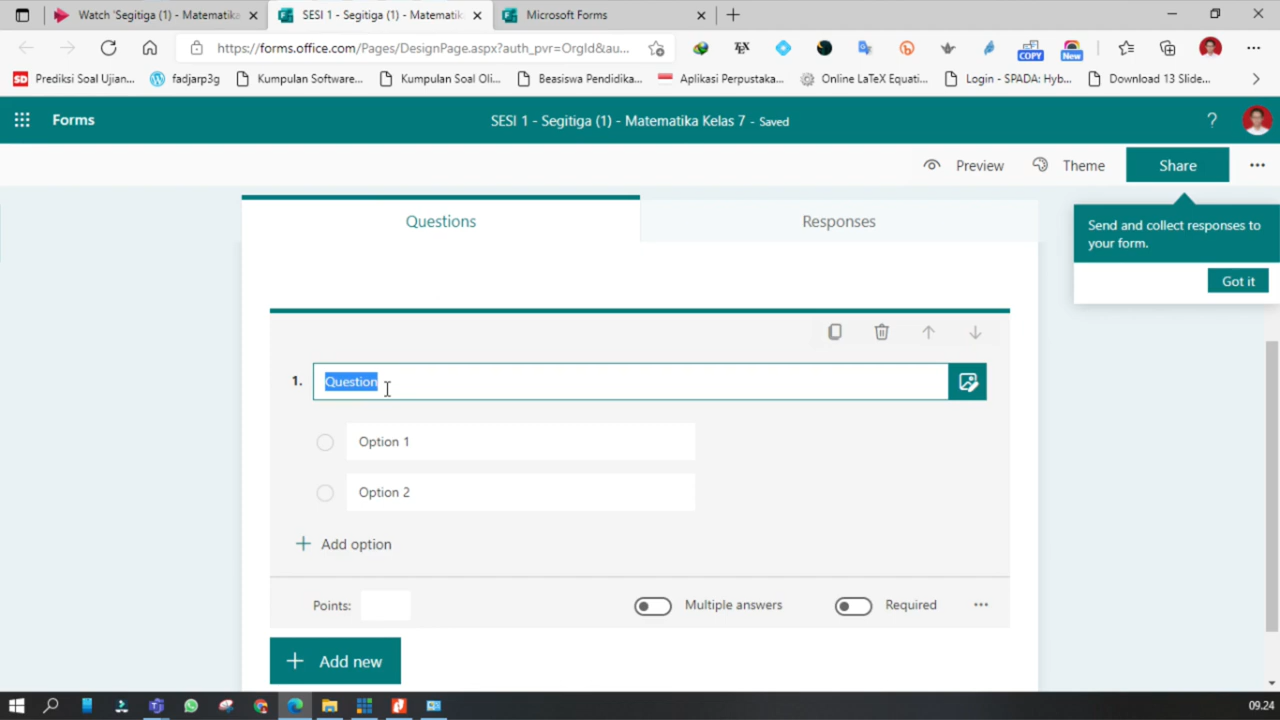 Watch 'Segitiga (1) - Matematika
SESI 1 - Segitiga (1) - Matematik
Microsoft Forms
https://forms.office.com/Pages/DesignPage.aspx?auth_pvr=OrgId&au...
TEX
COPY
New
SD Prediksi Soal Ujian...
fadjarp3g
Kumpulan Software...
Kumpulan Soal Oli...
Beasiswa Pendidika...
Aplikasi Perpustaka...
Online LaTeX Equati...
Login - SPADA: Hyb...
Download 13 Slide...
Forms
SESI 1 - Segitiga (1) - Matematika Kelas 7 - Saved
?
Preview
Theme
Share
Questions
Responses
Send and collect responses to
your form.
Got it
1. Question
Option 1
Option 2
Add option
Points:
Multiple answers
Required
Add new
09.24